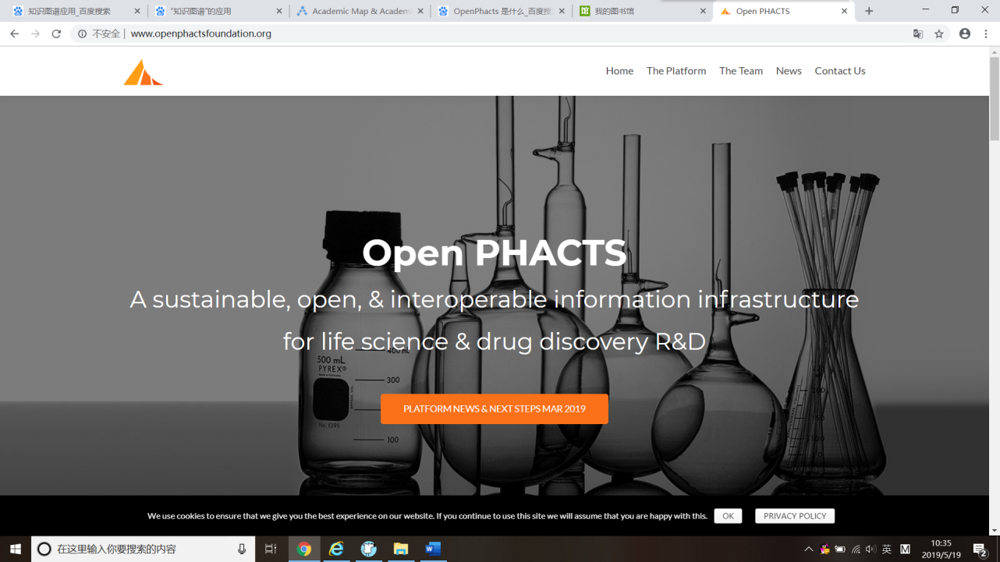 知识图谱应用_百度搜索
“知识图谱”的应用
Academic Map & Academi
OpenPhacts 是什么_百度搜
馆 我的图书馆
Open PHACTS
不安全 www.openphactsfoundation.org
Home The Platform The Team News Contact Us
Open PHACTS
A sustainable, open, & interoperable information infrastructure
for life science & drug discovery R&D
500 mL
PYREX®
400 mL
300
No. 1395
100
PLATFORM NEWS & NEXT STEPS MAR 2019
We use cookies to ensure that we give you the best experience on our website. If you continue to use this site we will assume that you are happy with this. OK PRIVACY POLICY
在这里输入你要搜索的内容
英 M
10:35
2019/5/19
2